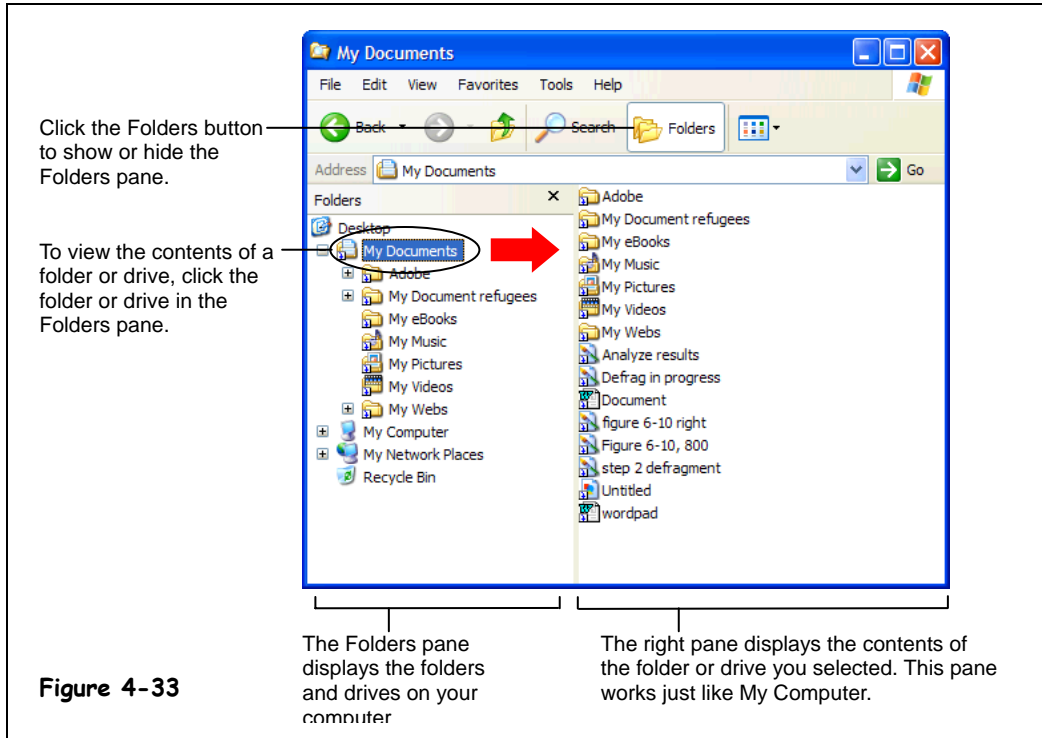 My Documents
File Edit View Favorites Tools Help
Click the Folders button
to show or hide the
Folders pane.
Back Search Folders
Address My Documents Go
Folders
Desktop
To view the contents of a
folder or drive, click the
folder or drive in the
Folders pane.
My Documents
Adobe
My Document refugees
My eBooks
My Music
My Pictures
My Videos
My Webs
My Computer
My Network Places
Recycle Bin
Adobe
My Document refugees
My eBooks
My Music
My Pictures
My Videos
My Webs
Analyze results
Defrag in progress
Document
figure 6-10 right
Figure 6-10, 800
step 2 defragment
Untitled
wordpad
The Folders pane
displays the folders
and drives on your
computer
The right pane displays the contents of
the folder or drive you selected. This pane
works just like My Computer.
Figure 4-33